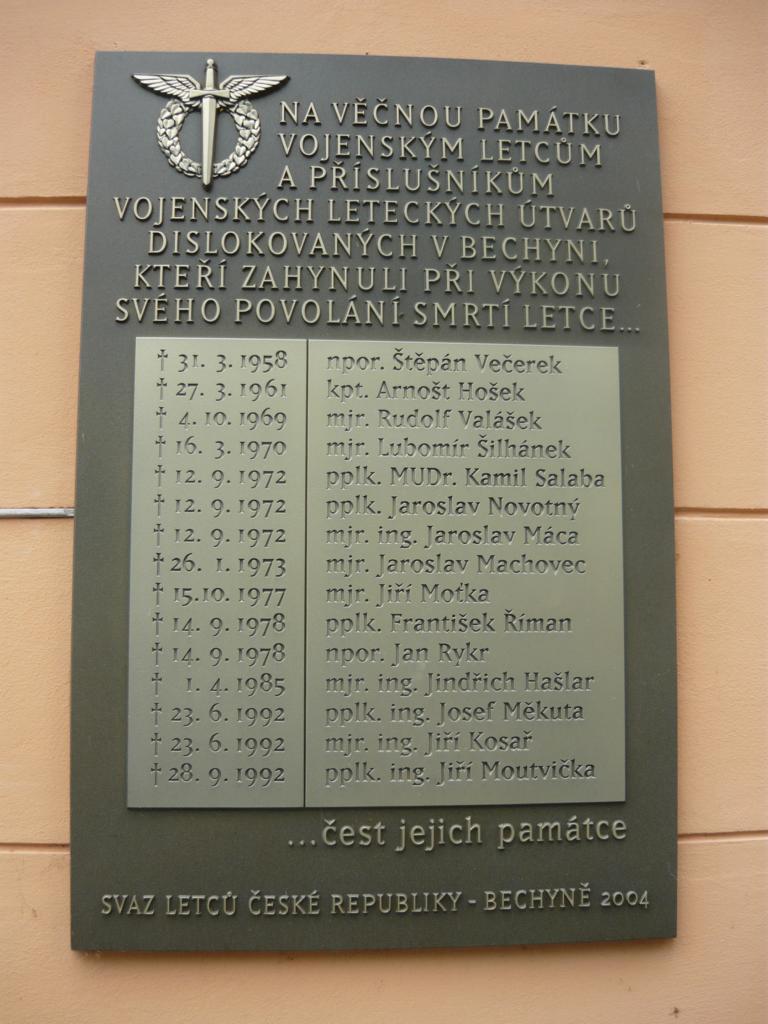 NA VĚČNOU PAMÁTKU
VOJENSKÝM LETCŮM
A PŘÍSLUŠNÍKŮM
VOJENSKÝCH LETECKÝCH ÚTVARŮ
DISLOKOVANÝCH V BECHYNI,
KTEŘÍ ZAHYNULI PŘI VÝKONU
SVÉHO POVOLÁNÍ SMRTÍ LETCE...
† 31. 3. 1958 npor. Štěpán Večerek
† 27. 3. 1961 kpt. Arnošt Hošek
† 4. 10. 1969 mjr. Rudolf Valášek
† 16. 3. 1970 mjr. Lubomír Šilhánek
† 12. 9. 1972 pplk. MUDr. Kamil Salaba
† 12. 9. 1972 pplk. Jaroslav Novotný
† 12. 9. 1972 mjr. ing. Jaroslav Máca
† 26. 1. 1973 mjr. Jaroslav Machovec
† 15. 10. 1977 mjr. Jiří Moťka
† 14. 9. 1978 pplk. František Říman
† 14. 9. 1978 npor. Jan Rykr
† 1. 4. 1985 mjr. ing. Jindřich Hašlar
† 23. 6. 1992 pplk. ing. Josef Měkuta
† 23. 6. 1992 mjr. ing. Jiří Kosař
† 28. 9. 1992 pplk. ing. Jiří Moutvička
...čest jejich památce
SVAZ LETCŮ ČESKÉ REPUBLIKY - BECHYNĚ 2004